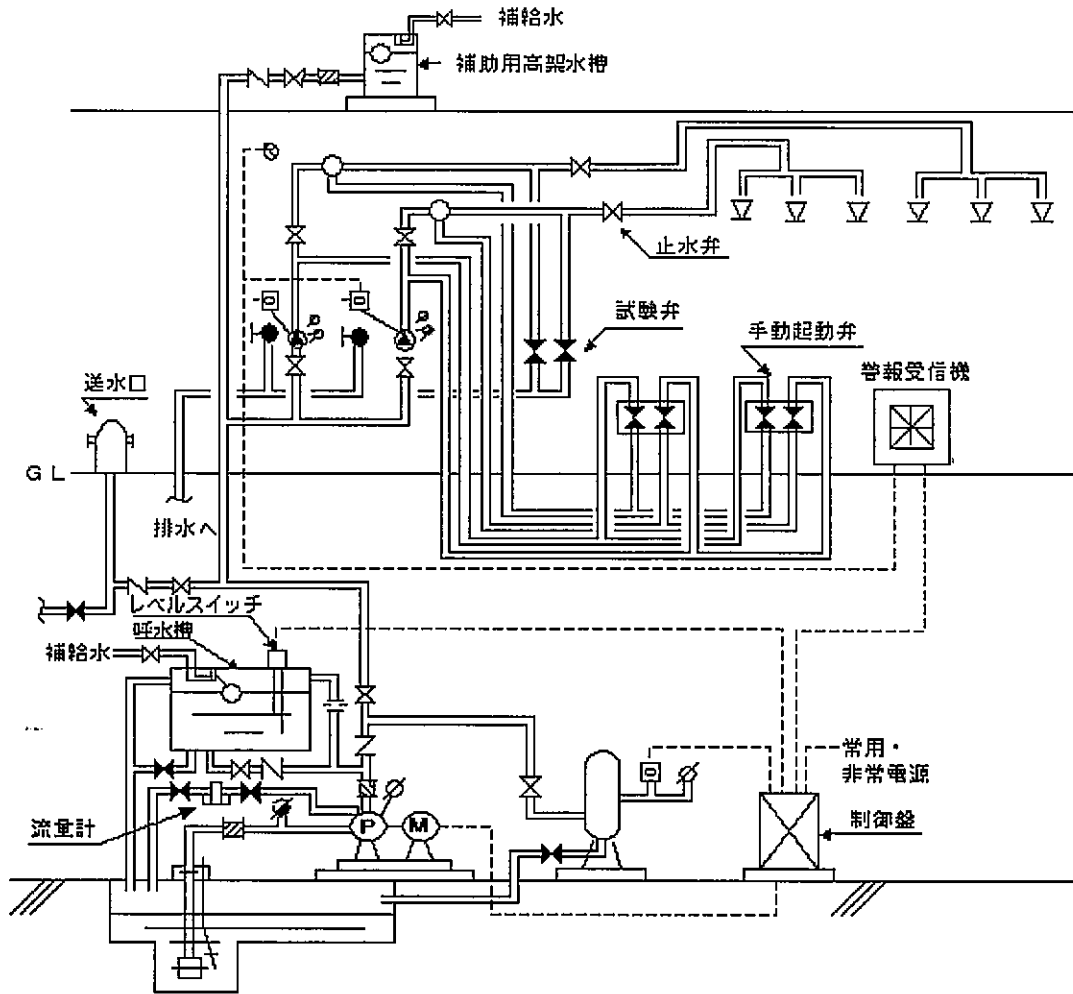 補給水
補助用高架水槽
止水弁
試験弁
手動起動弁
警報受信機
送水口
GL
排水へ
レベルスイッチ
呼水槽
補給水
常用・
非常電源
流量計
P
M
制御盤